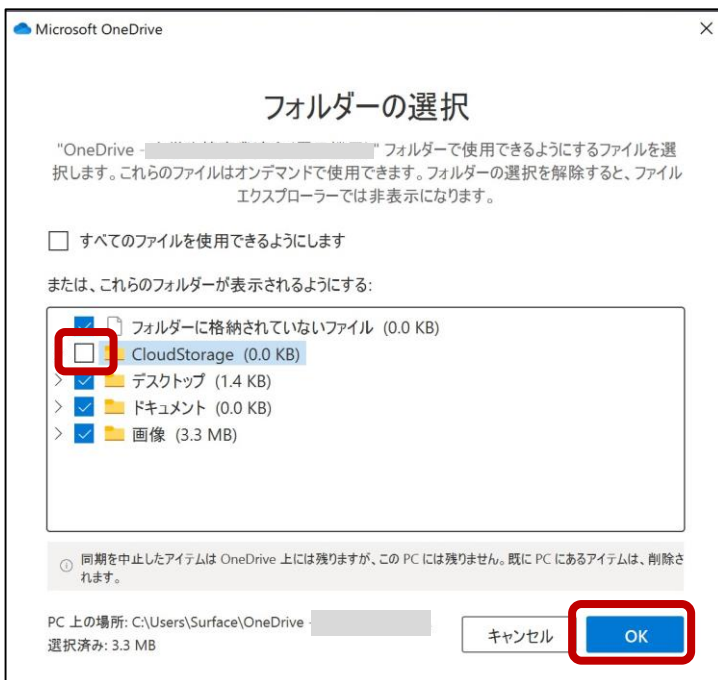 Microsoft OneDrive
フォルダーの選択
"OneDrive - " フォルダーで使用できるようにするファイルを選
択します。これらのファイルはオンデマンドで使用できます。フォルダーの選択を解除すると、ファイル
エクスプローラーでは非表示になります。
すべてのファイルを使用できるようにします
または、これらのフォルダーが表示されるようにする:
フォルダーに格納されていないファイル (0.0 KB)
CloudStorage (0.0 KB)
デスクトップ (1.4 KB)
ドキュメント (0.0 KB)
画像 (3.3 MB)
同期を中止したアイテムは OneDrive 上には残りますが、この PC には残りません。既に PC にあるアイテムは、削除さ
れます。
PC 上の場所: C:\Users\Surface\OneDrive -
選択済み: 3.3 MB
キャンセル
OK